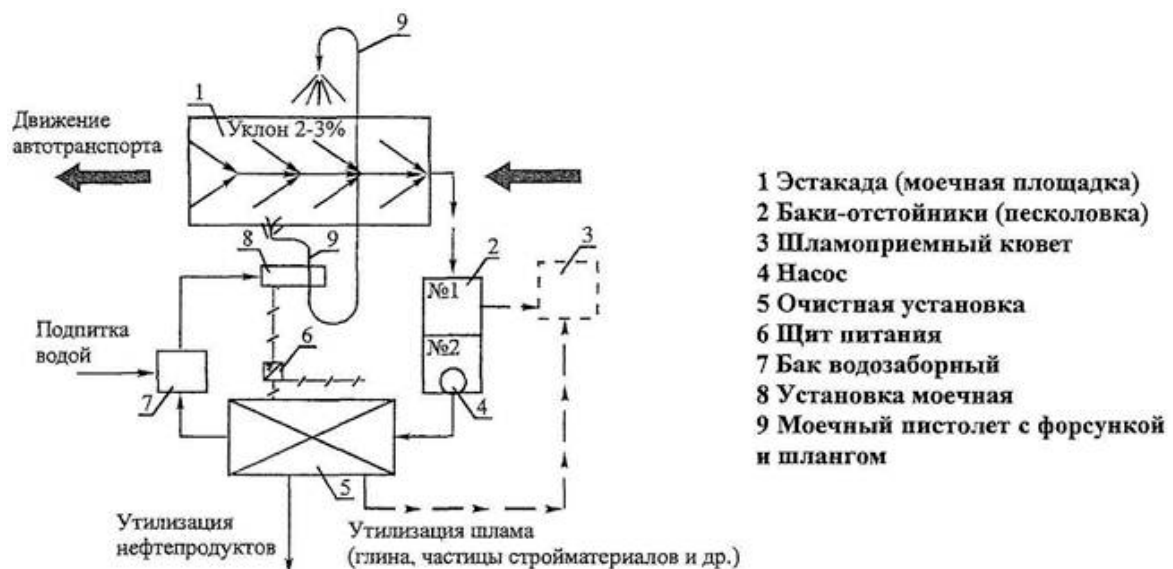 9
1
Движение
автотранспорта
Уклон 2-3%
8
9
2
3
№1
Подпитка
водой
6
№2
7
4
5
Утилизация
нефтепродуктов
Утилизация шлама
(глина, частицы стройматериалов и др.)
1 Эстакада (моечная площадка)
2 Баки-отстойники (песколовка)
3 Шламоприемный кювет
4 Насос
5 Очистная установка
6 Щит питания
7 Бак водозаборный
8 Установка моечная
9 Моечный пистолет с форсункой
и шлангом